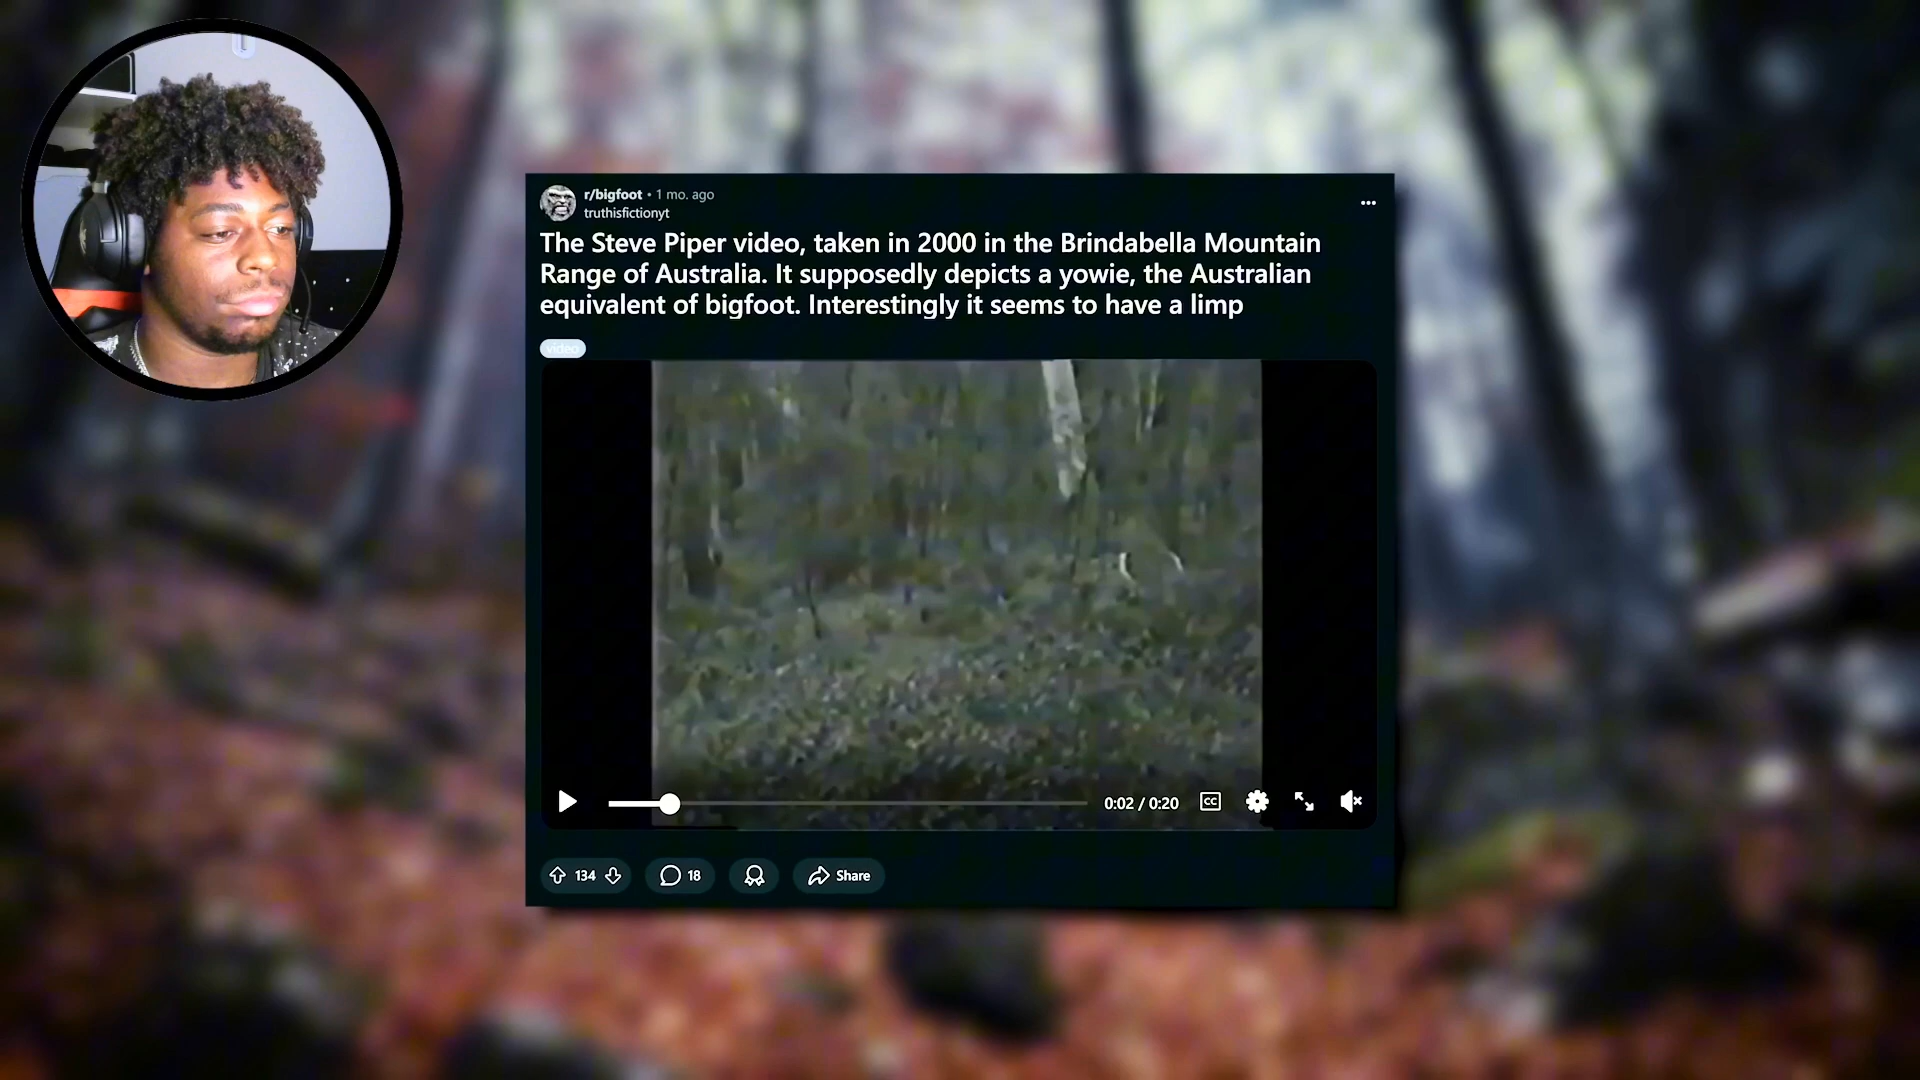 r/bigfoot • 1 mo. ago
truthisfictionyt
The Steve Piper video, taken in 2000 in the Brindabella Mountain
Range of Australia. It supposedly depicts a yowie, the Australian
equivalent of bigfoot. Interestingly it seems to have a limp
video
0:02 / 0:20
CC
134
18
Share